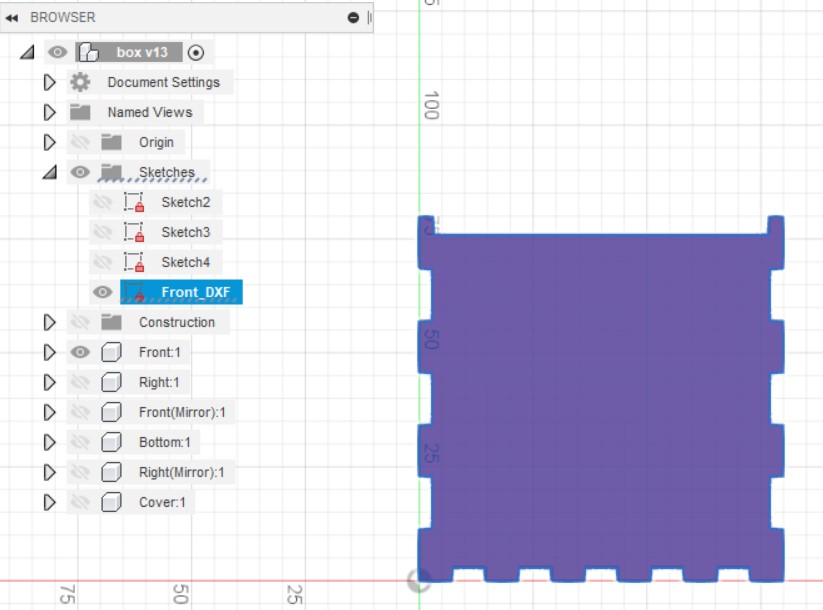 BROWSER
box v13
Document Settings
Named Views
Origin
Sketches
Sketch2
Sketch3
Sketch4
Front_DXF
Construction
Front:1
Right:1
Front(Mirror):1
Bottom:1
Right(Mirror):1
Cover:1
100
75
50
25
75
50
25